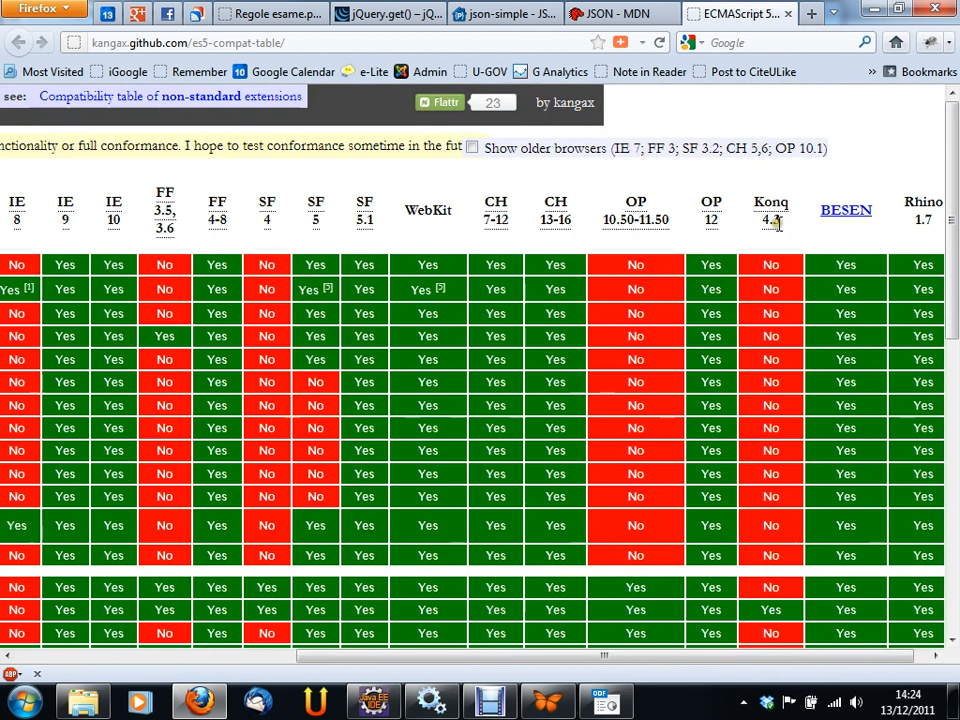 Firefox
13
Regole esame.p...
jQuery.get() – jQ...
json-simple - JS...
JSON - MDN
ECMAScript 5...
kangax.github.com/es5-compat-table/
Google
Most Visited
iGoogle
Remember
10 Google Calendar
e-Lite
Admin
U-GOV
G Analytics
Note in Reader
Post to CiteULike
»
Bookmarks
see: Compatibility table of non-standard extensions
Flattr 23 by kangax
nctionality or full conformance. I hope to test conformance sometime in the fut
Show older browsers (IE 7; FF 3; SF 3.2; CH 5,6; OP 10.1)
IE 8 IE 9 IE 10 FF 3.5, 3.6 FF 4-8 SF 4 SF 5 SF 5.1 WebKit CH 7-12 CH 13-16 OP 10.50-11.50 OP 12 Konq 4.3 BESEN Rhino 1.7
No Yes Yes No Yes No Yes Yes Yes Yes Yes No Yes No Yes Yes
Yes [1] Yes Yes No Yes No Yes [5] Yes Yes [5] Yes Yes No Yes No Yes Yes
No Yes Yes No Yes No Yes Yes Yes Yes Yes No Yes No Yes Yes
No Yes Yes Yes Yes No Yes Yes Yes Yes Yes No Yes No Yes Yes
No Yes Yes No Yes No Yes Yes Yes Yes Yes No Yes No Yes Yes
No Yes Yes No Yes No No Yes Yes Yes Yes No Yes No Yes Yes
No Yes Yes No Yes No No Yes Yes Yes Yes No Yes No Yes Yes
No Yes Yes No Yes No No Yes Yes Yes Yes No Yes No Yes Yes
No Yes Yes No Yes No No Yes Yes Yes Yes No Yes No Yes Yes
No Yes Yes No Yes No No Yes Yes Yes Yes No Yes No Yes Yes
No Yes Yes No Yes No No Yes Yes Yes Yes No Yes No Yes Yes
Yes Yes Yes No Yes No Yes Yes Yes Yes Yes No Yes No Yes Yes
No Yes Yes No Yes No Yes Yes Yes Yes Yes No Yes No Yes Yes
No Yes Yes Yes Yes Yes Yes Yes Yes Yes Yes Yes Yes No Yes Yes
No Yes Yes Yes Yes Yes Yes Yes Yes Yes Yes Yes Yes Yes Yes Yes
No Yes Yes No Yes No Yes Yes Yes Yes Yes Yes Yes No Yes Yes
ABP
Java EE IDE
ODF
14:24
13/12/2011